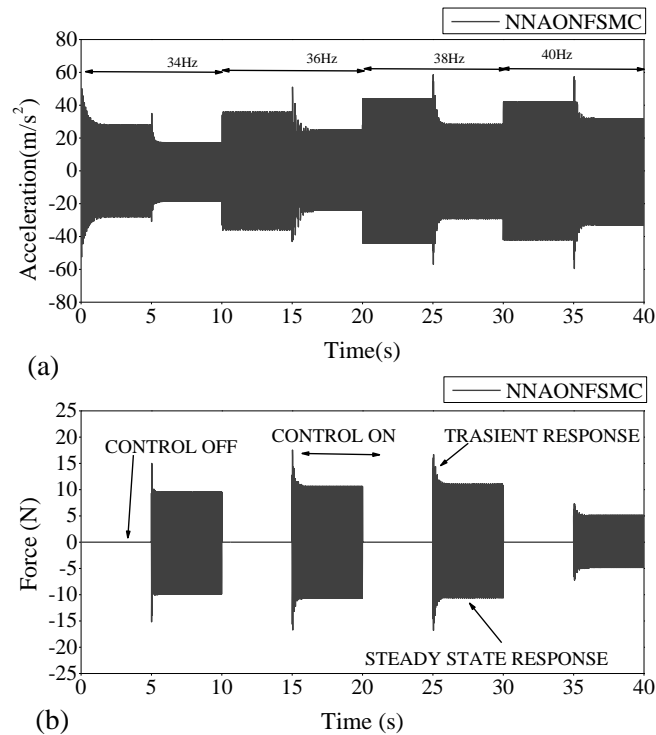 NNAONFSMC
80
60
40
20
0
-20
-40
-60
-80
Acceleration(m/s²)
34Hz
36Hz
38Hz
40Hz
0 5 10 15 20 25 30 35 40
Time(s)
(a)
NNAONFSMC
25
20
15
10
5
0
-5
-10
-15
-20
-25
Force (N)
CONTROL OFF
CONTROL ON
TRASIENT RESPONSE
STEADY STATE RESPONSE
0 5 10 15 20 25 30 35 40
Time (s)
(b)